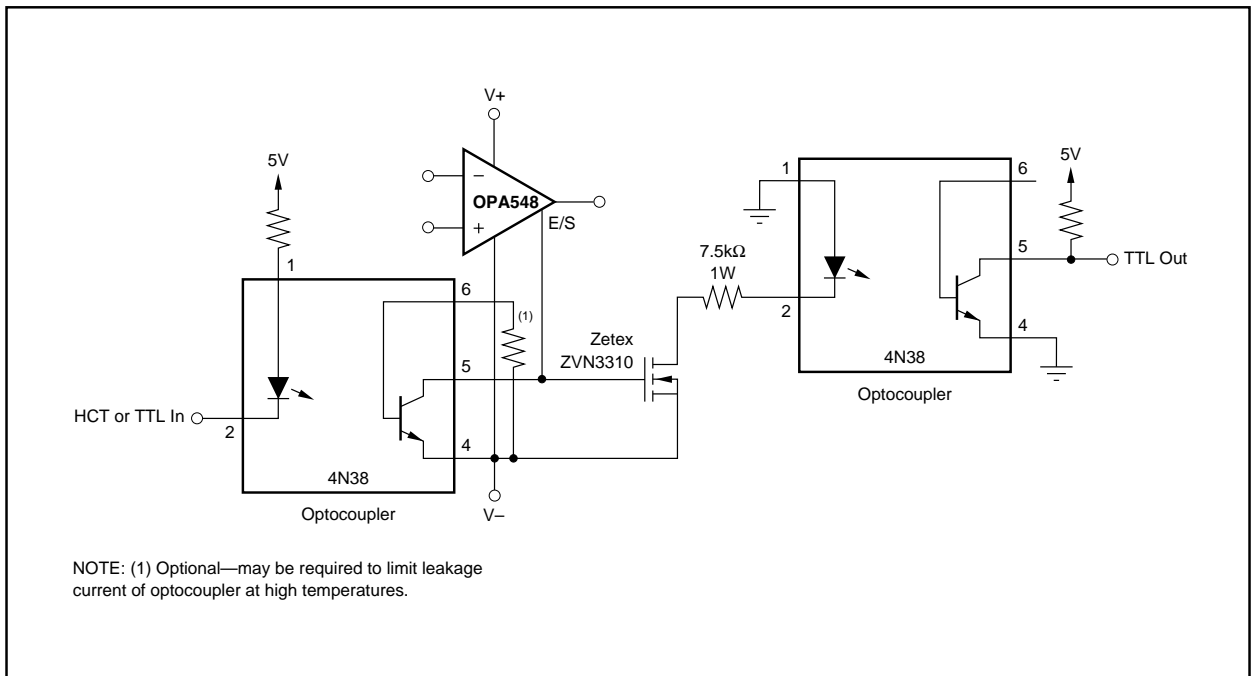 V+
5V
–
OPA548
+
E/S
1
6
(1)
5
HCT or TTL In
2
4
4N38
Optocoupler
V–
Zetex
ZVN3310
7.5kΩ
1W
1
6
5V
5
TTL Out
2
4
4N38
Optocoupler
NOTE: (1) Optional—may be required to limit leakage
current of optocoupler at high temperatures.